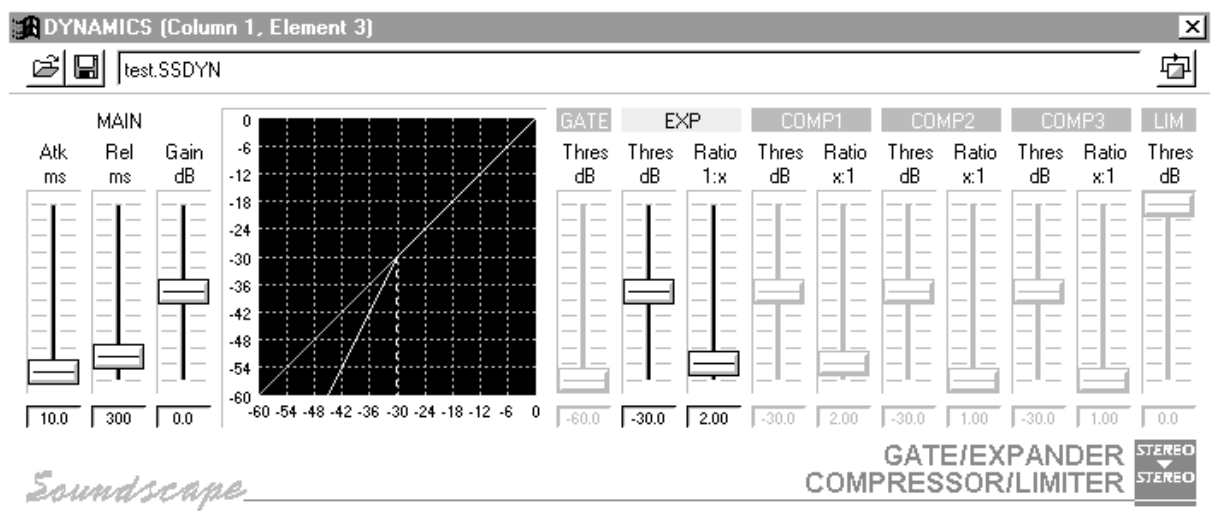 DYNAMICS (Column 1, Element 3)
test.SSDYN
MAIN
Atk Rel Gain
ms ms dB
10.0 300 0.0
0
-6
-12
-18
-24
-30
-36
-42
-48
-54
-60
-60 -54 -48 -42 -36 -30 -24 -18 -12 -6 0
GATE EXP COMP1 COMP2 COMP3 LIM
Thres Thres Ratio Thres Ratio Thres Ratio Thres Ratio Thres
dB dB 1:x dB x:1 dB x:1 dB x:1 dB
-60.0 -30.0 2.00 -30.0 2.00 -30.0 1.00 -30.0 1.00 0.0
Soundscape
GATE/EXPANDER
COMPRESSOR/LIMITER
STEREO
STEREO